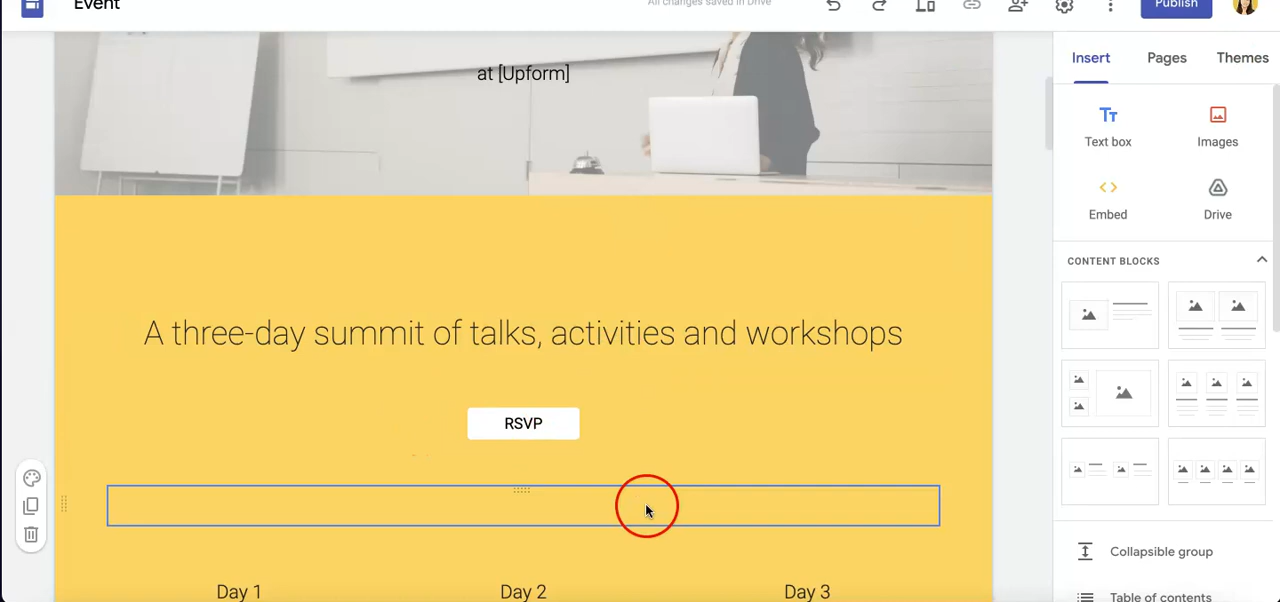 Event
All changes saved in Drive
Publish
at [Upform]
Insert
Pages
Themes
Tт
Text box
Images
Embed
Drive
CONTENT BLOCKS
A three-day summit of talks, activities and workshops
RSVP
Day 1
Day 2
Day 3
Collapsible group
Table of contents